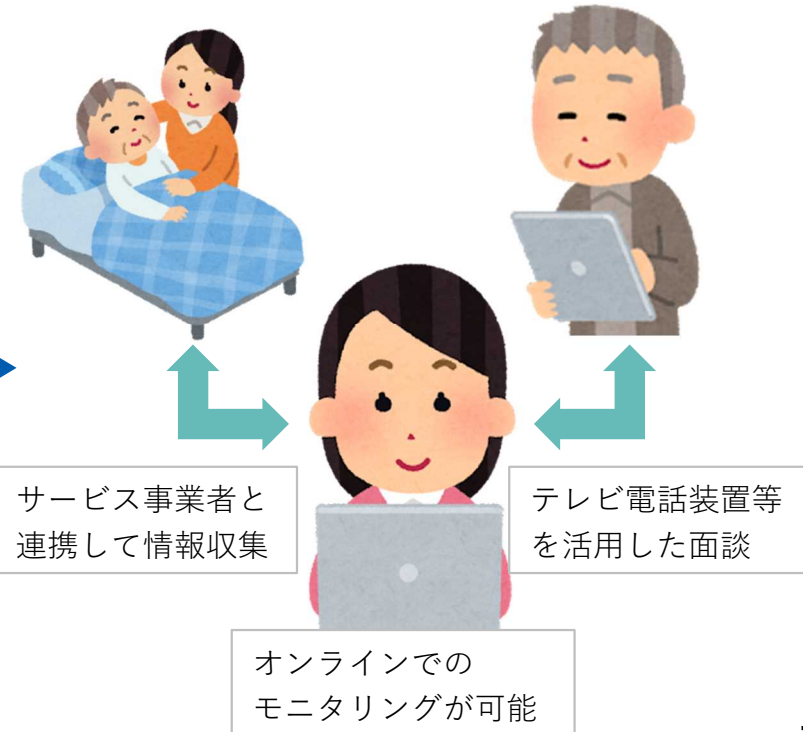 サービス事業者と
連携して情報収集
テレビ電話装置等
を活用した面談
オンラインでの
モニタリングが可能